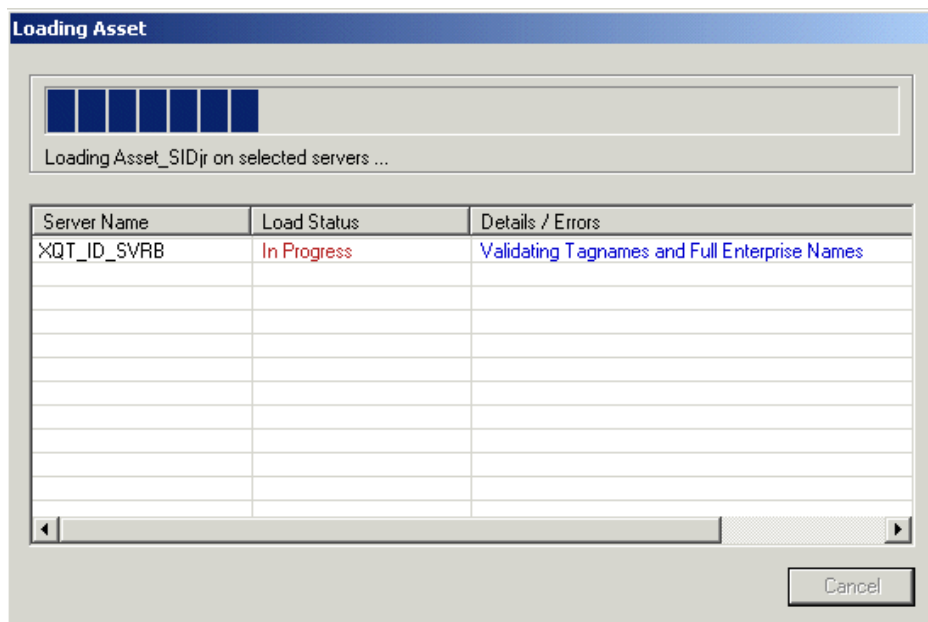 Loading Asset
Loading Asset_SIDjr on selected servers ...
Server Name Load Status Details / Errors
XQT_ID_SVRB In Progress Validating Tagnames and Full Enterprise Names
Cancel